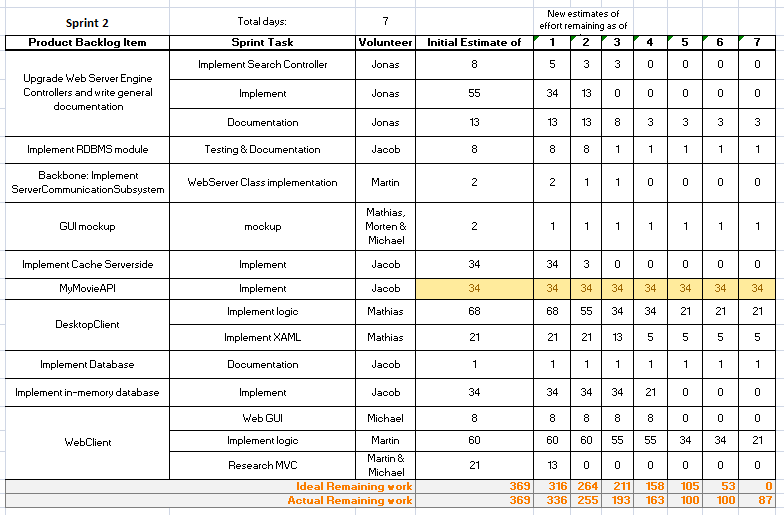 Sprint 2 Total days: 7 New estimates of
effort remaining as of
Product Backlog Item Sprint Task Volunteer Initial Estimate of 1 2 3 4 5 6 7
Upgrade Web Server Engine
Controllers and write general
documentation
Implement Search Controller Jonas 8 5 3 3 0 0 0 0
Implement Jonas 55 34 13 0 0 0 0 0
Documentation Jonas 13 13 13 8 3 3 3 3
Implement RDBMS module Testing & Documentation Jacob 8 8 8 1 1 1 1 1
Backbone: Implement
ServerCommunicationSubsystem
WebServer Class implementation Martin 2 2 1 1 0 0 0 0
GUI mockup mockup
Mathias,
Morten &
Michael
2 1 1 1 1 1 1 1
Implement Cache Serverside Implement Jacob 34 34 3 0 0 0 0 0
MyMovieAPI Implement Jacob 34 34 34 34 34 34 34 34
DesktopClient
Implement logic Mathias 68 68 55 34 34 21 21 21
Implement XAML Mathias 21 21 21 13 5 5 5 5
Implement Database Documentation Jacob 1 1 1 1 1 1 1 1
Implement in-memory database Implement Jacob 34 34 34 34 21 0 0 0
WebClient
Web GUI Michael 8 8 8 8 8 0 0 0
Implement logic Martin 60 60 60 55 55 34 34 21
Research MVC
Martin &
Michael
21 13 0 0 0 0 0 0
Ideal Remaining work 369 316 264 211 158 105 53 0
Actual Remaining work 369 336 255 193 163 100 100 87